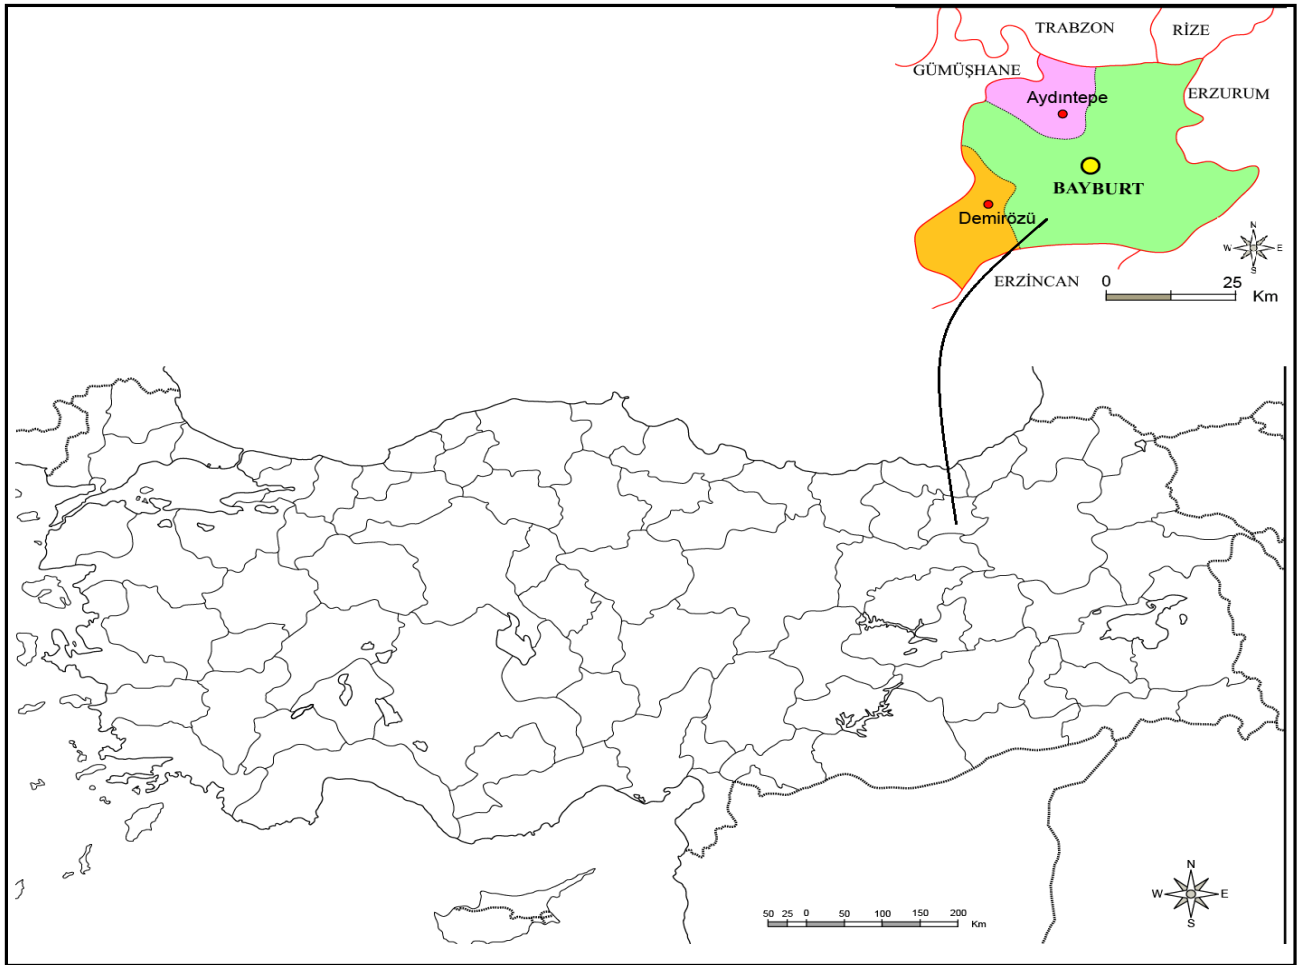 TRABZON
RİZE
GÜMÜŞHANE
ERZURUM
Aydıntepe
BAYBURT
Demirözü
N
W E
S
ERZİNCAN
0 25
Km
N
W E
S
50 25 0 50 100 150 200
Km